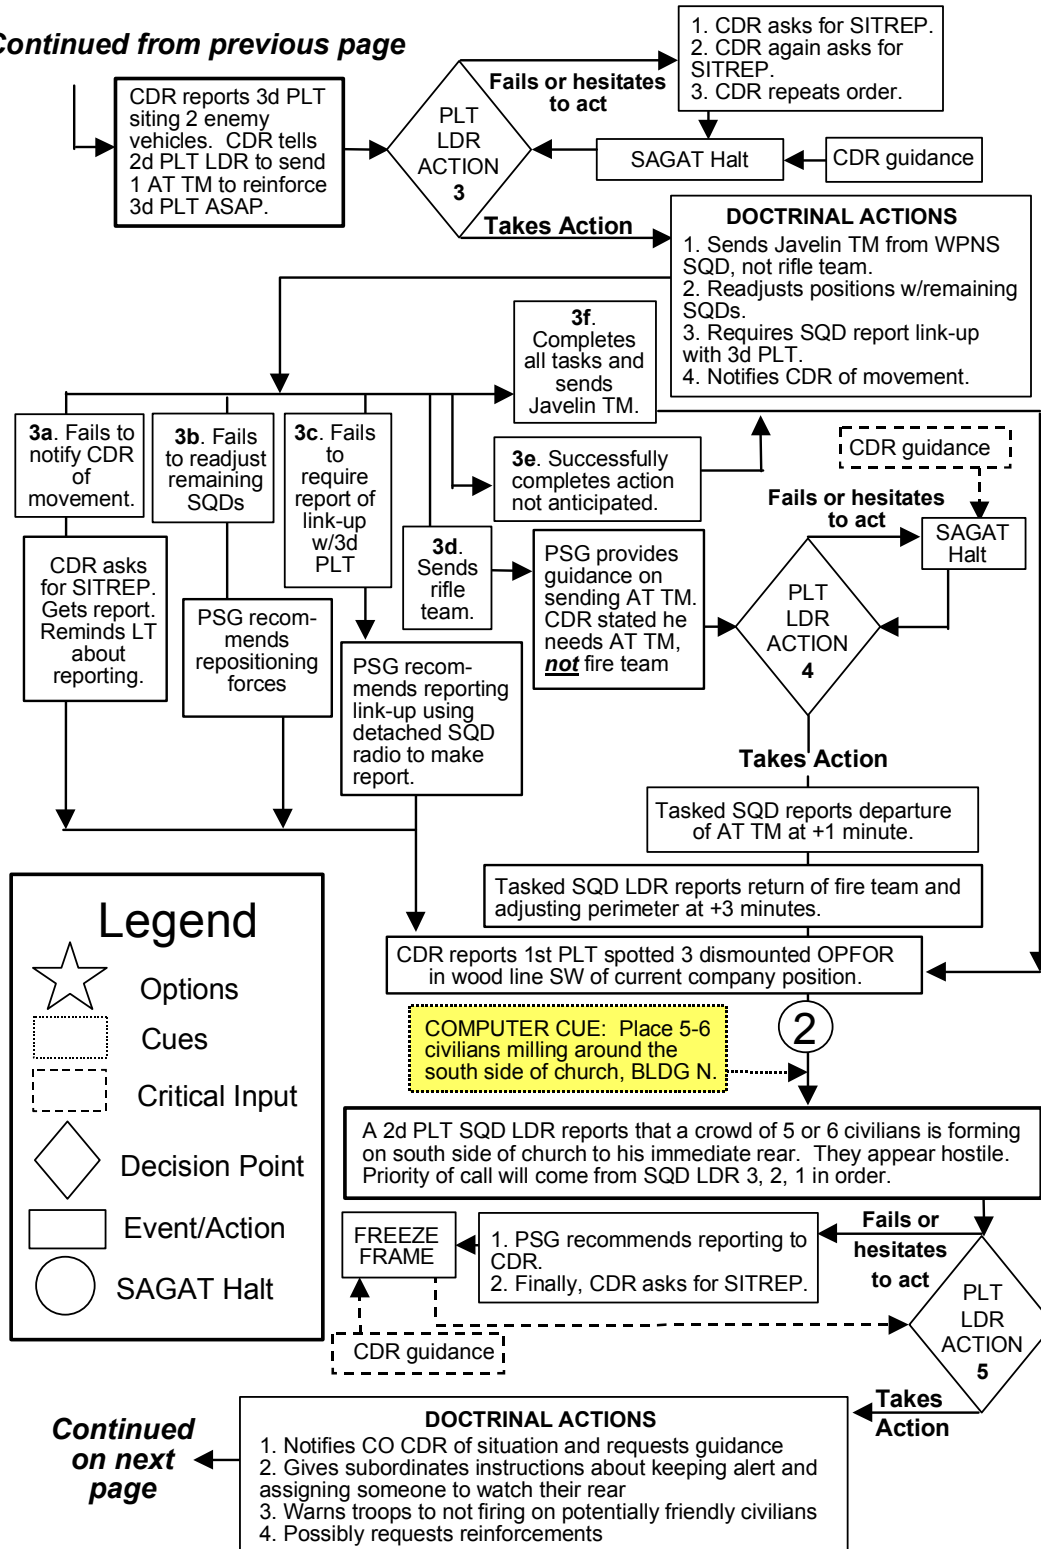 Continued from previous page
CDR reports 3d PLT
siting 2 enemy
vehicles.  CDR tells
2d PLT LDR to send
1 AT TM to reinforce
3d PLT ASAP.
PLT
LDR
ACTION
3
Fails or hesitates
to act
1. CDR asks for SITREP.
2. CDR again asks for
SITREP.
3. CDR repeats order.
SAGAT Halt
CDR guidance
Takes Action
DOCTRINAL ACTIONS
1. Sends Javelin TM from WPNS
SQD, not rifle team.
2. Readjusts positions w/remaining
SQDs.
3. Requires SQD report link-up
with 3d PLT.
4. Notifies CDR of movement.
3a. Fails to
notify CDR
of
movement.
3b. Fails
to readjust
remaining
SQDs
3c. Fails
to
require
report of
link-up
w/3d
PLT
3d.
Sends
rifle
team.
3e. Successfully
completes action
not anticipated.
3f.
Completes
all tasks and
sends
Javelin TM.
CDR asks
for SITREP.
Gets report.
Reminds LT
about
reporting.
PSG recom-
mends
repositioning
forces
PSG recom-
mends reporting
link-up using
detached SQD
radio to make
report.
PSG provides
guidance on
sending AT TM.
CDR stated he
needs AT TM,
not fire team
PLT
LDR
ACTION
4
Fails or hesitates
to act
CDR guidance
SAGAT
Halt
Takes Action
Tasked SQD reports departure
of AT TM at +1 minute.
Tasked SQD LDR reports return of fire team and
adjusting perimeter at +3 minutes.
CDR reports 1st PLT spotted 3 dismounted OPFOR
in wood line SW of current company position.
2
COMPUTER CUE:  Place 5-6
civilians milling around the
south side of church, BLDG N.
Legend
Options
Cues
Critical Input
Decision Point
Event/Action
SAGAT Halt
A 2d PLT SQD LDR reports that a crowd of 5 or 6 civilians is forming
on south side of church to his immediate rear.  They appear hostile.
Priority of call will come from SQD LDR 3, 2, 1 in order.
Fails or
hesitates
to act
1. PSG recommends reporting to
CDR.
2. Finally, CDR asks for SITREP.
FREEZE
FRAME
CDR guidance
PLT
LDR
ACTION
5
Takes
Action
DOCTRINAL ACTIONS
1. Notifies CO CDR of situation and requests guidance
2. Gives subordinates instructions about keeping alert and
assigning someone to watch their rear
3. Warns troops to not firing on potentially friendly civilians
4. Possibly requests reinforcements
Continued
on next
page